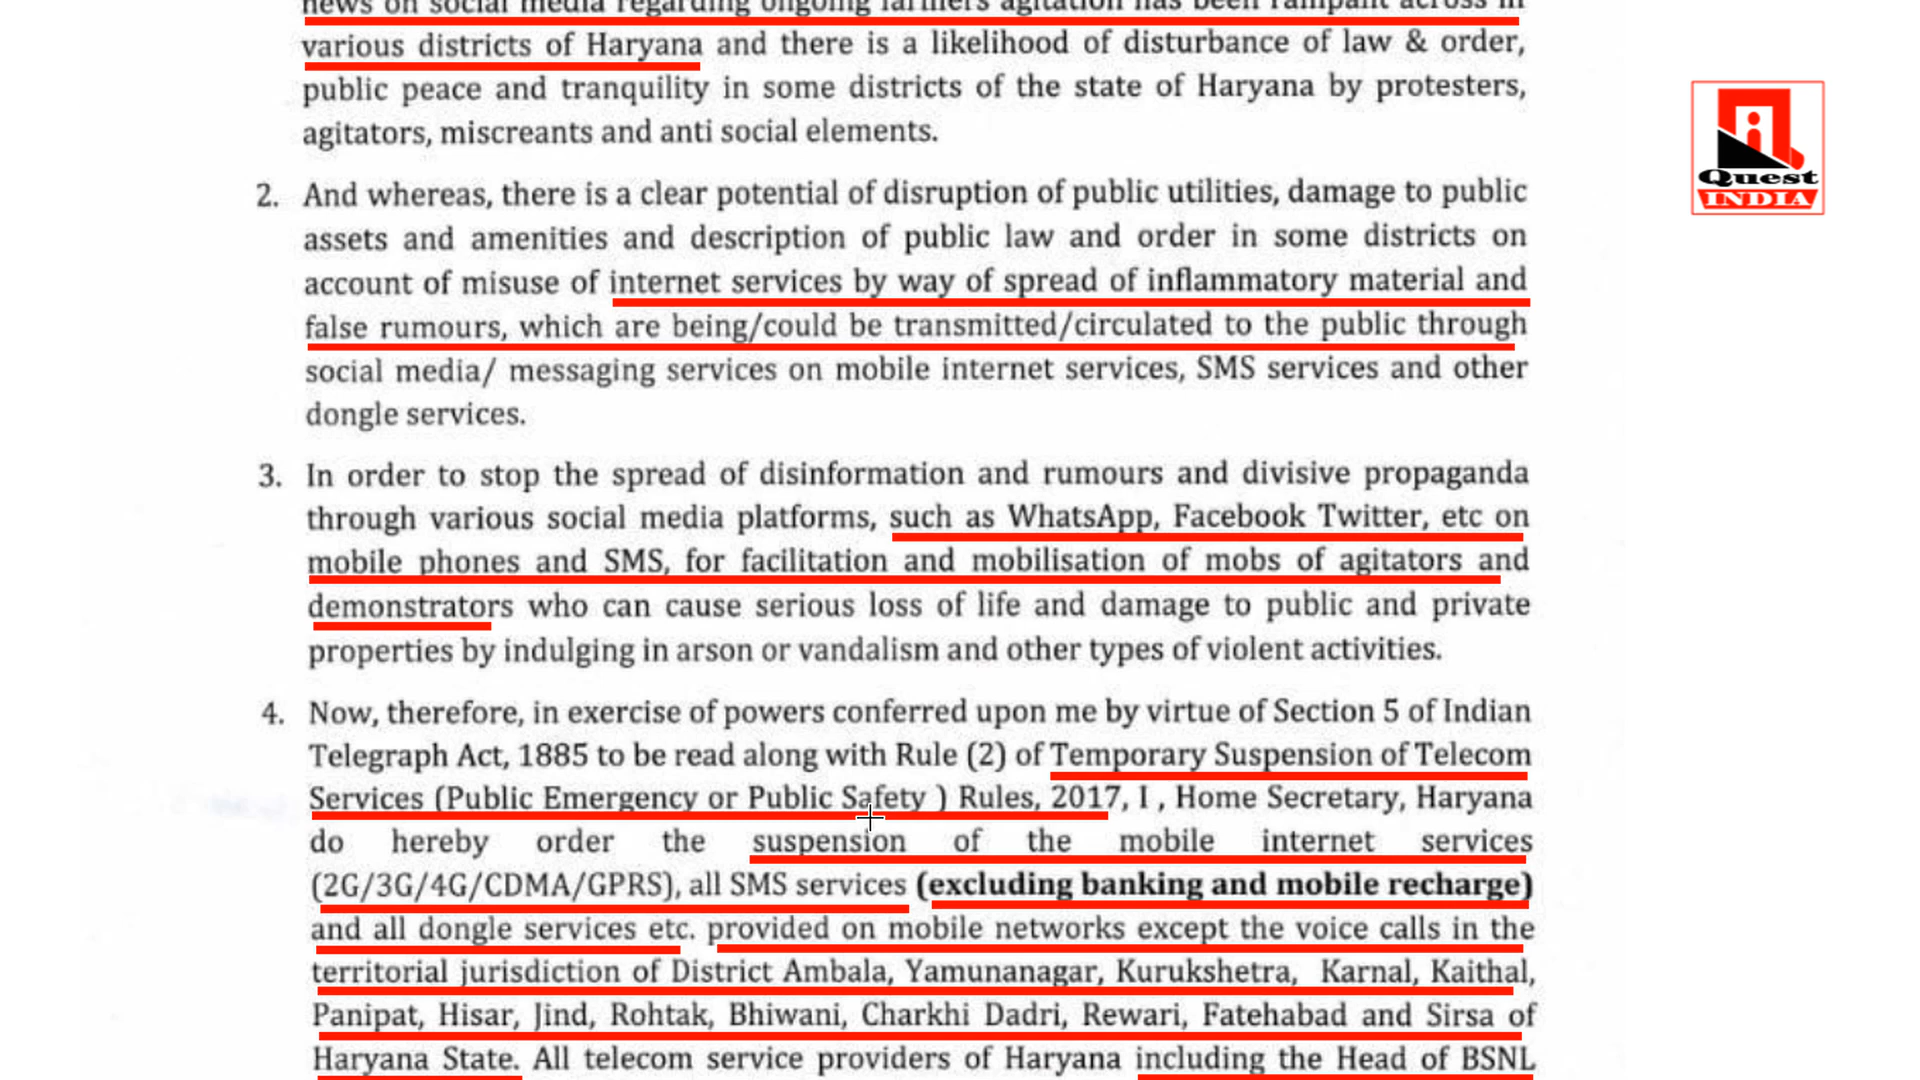 news on social media regarding ongoing farmers agitation has been rampant across in
various districts of Haryana and there is a likelihood of disturbance of law & order,
public peace and tranquility in some districts of the state of Haryana by protesters,
agitators, miscreants and anti social elements.
2. And whereas, there is a clear potential of disruption of public utilities, damage to public
assets and amenities and description of public law and order in some districts on
account of misuse of internet services by way of spread of inflammatory material and
false rumours, which are being/could be transmitted/circulated to the public through
social media/ messaging services on mobile internet services, SMS services and other
dongle services.
3. In order to stop the spread of disinformation and rumours and divisive propaganda
through various social media platforms, such as WhatsApp, Facebook Twitter, etc on
mobile phones and SMS, for facilitation and mobilisation of mobs of agitators and
demonstrators who can cause serious loss of life and damage to public and private
properties by indulging in arson or vandalism and other types of violent activities.
4. Now, therefore, in exercise of powers conferred upon me by virtue of Section 5 of Indian
Telegraph Act, 1885 to be read along with Rule (2) of Temporary Suspension of Telecom
Services (Public Emergency or Public Safety ) Rules, 2017, I , Home Secretary, Haryana
do hereby order the suspension of the mobile internet services
(2G/3G/4G/CDMA/GPRS), all SMS services (excluding banking and mobile recharge)
and all dongle services etc. provided on mobile networks except the voice calls in the
territorial jurisdiction of District Ambala, Yamunanagar, Kurukshetra, Karnal, Kaithal,
Panipat, Hisar, Jind, Rohtak, Bhiwani, Charkhi Dadri, Rewari, Fatehabad and Sirsa of
Haryana State. All telecom service providers of Haryana including the Head of BSNL
Quest
INDIA